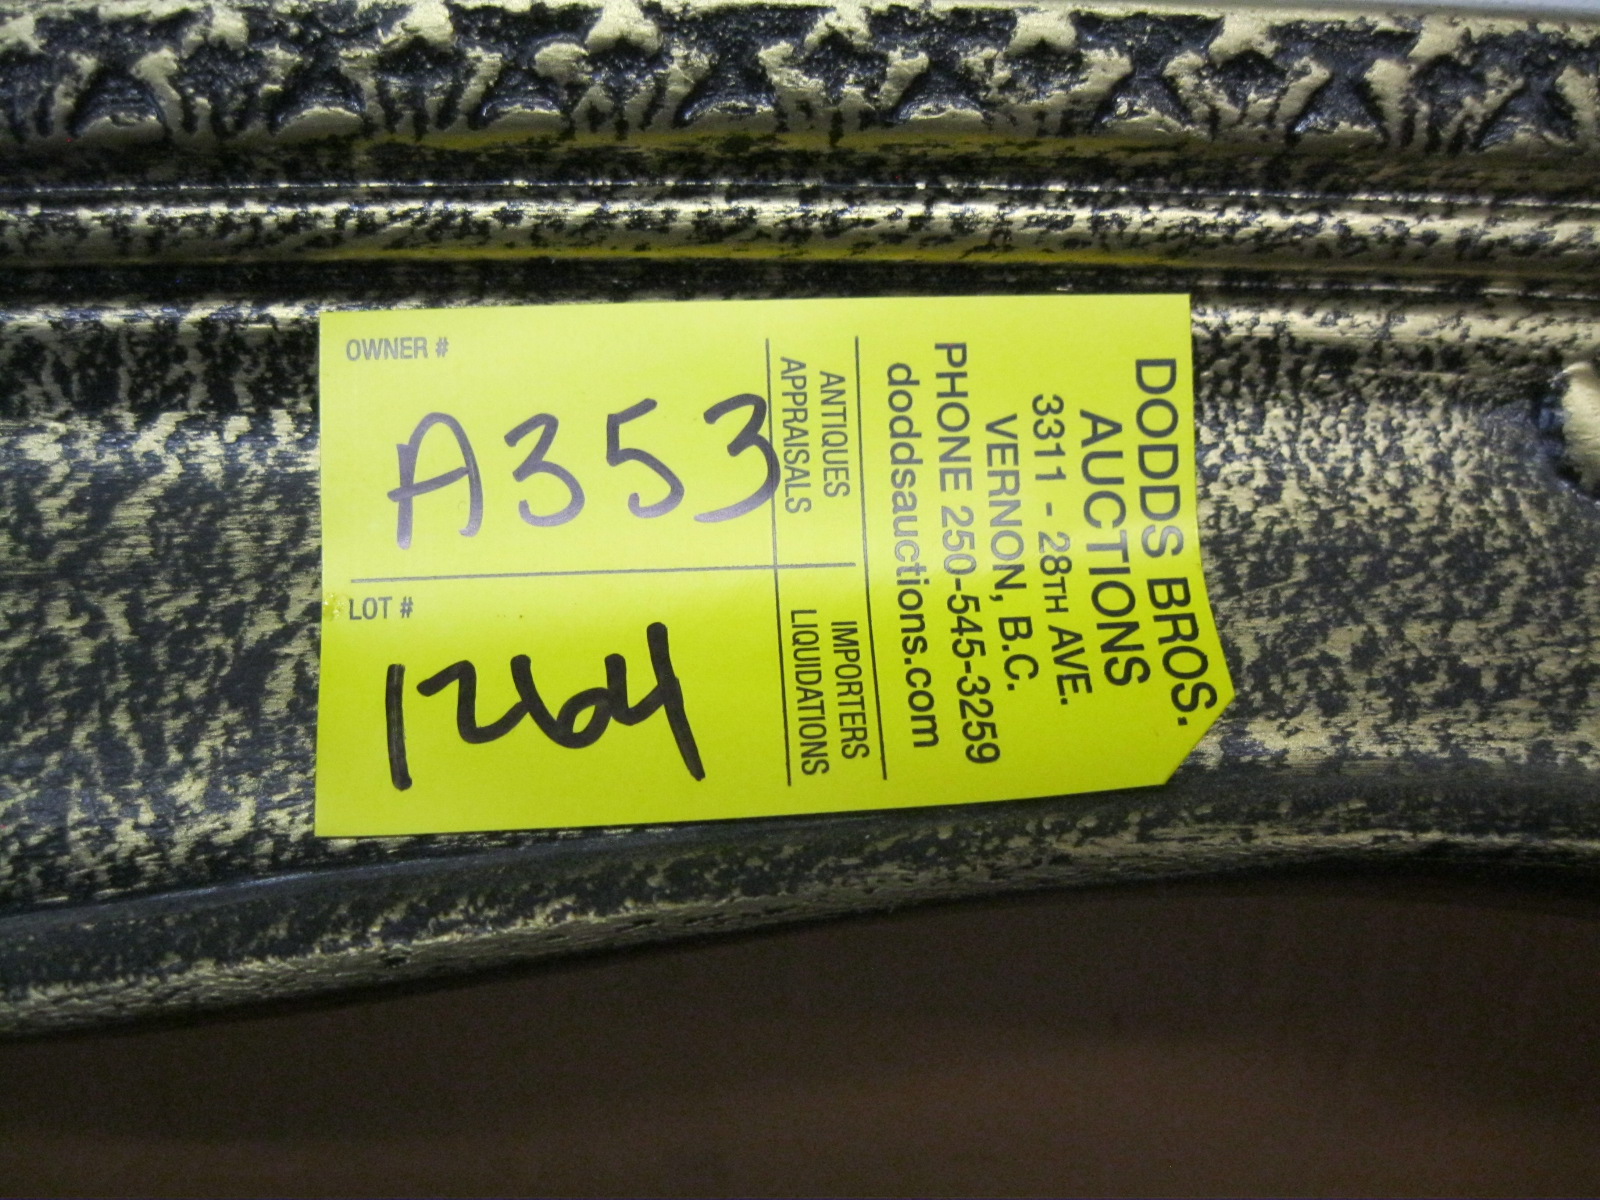 DODDS BROS.
AUCTIONS
3311 - 28TH AVE.
VERNON, B.C.
PHONE 250-545-3259
doddsauctions.com
ANTIQUES
APPRAISALS
IMPORTERS
LIQUIDATIONS
OWNER #
A353
LOT #
1264